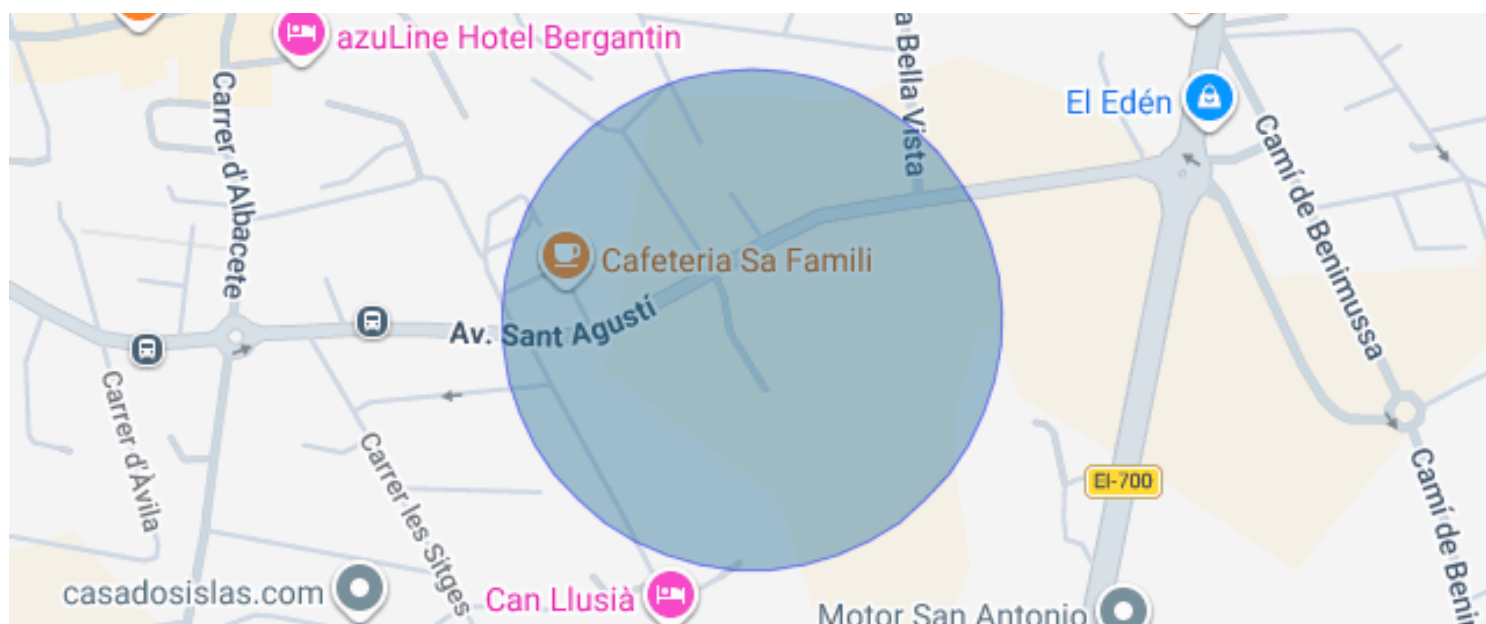 azuLine Hotel Bergantin
a Bella Vista
El Edén
Carrer d'Albacete
Camí de Benimussa
Cafeteria Sa Famili
Av. Sant Agustí
Carrer d'Àvila
Carrer les Sitges
EI-700
Camí de Beni
casadosislas.com
Can Llusià
Motor San Antonio